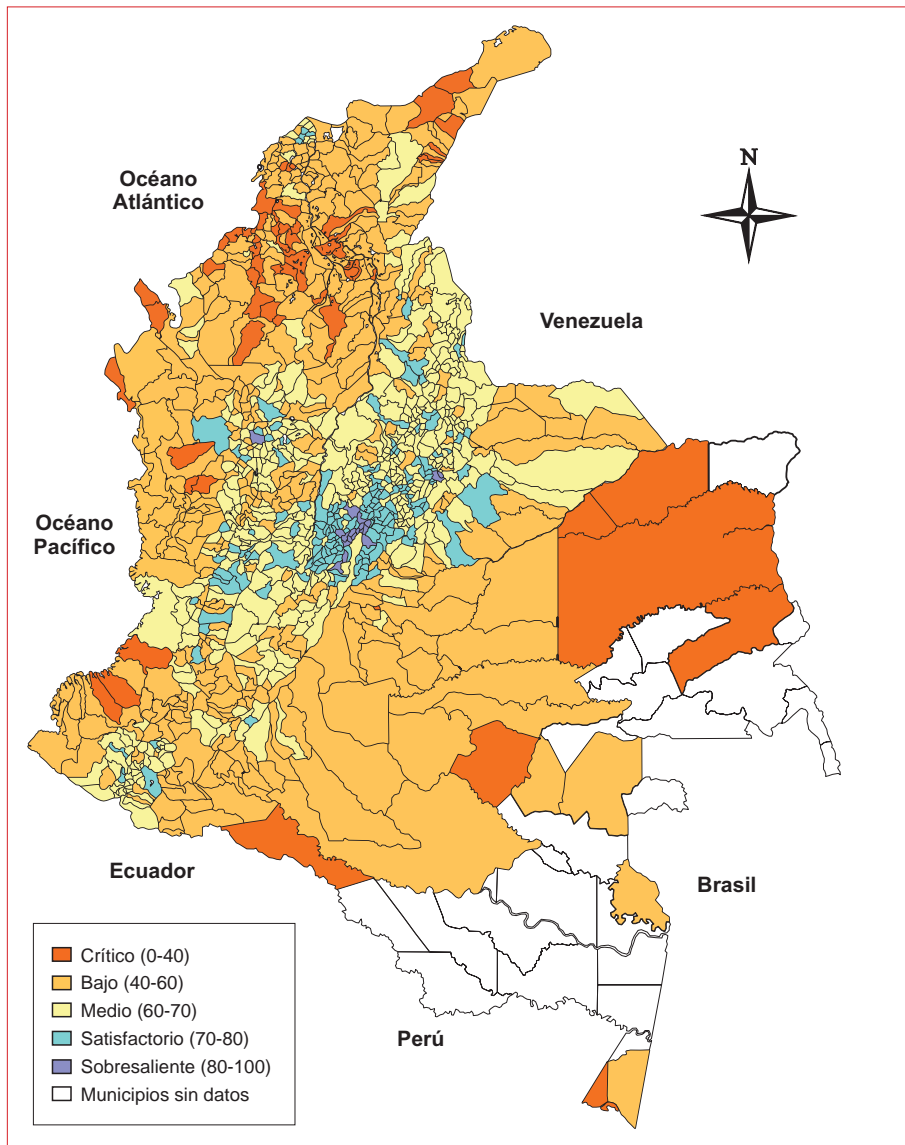 N
Océano
Atlántico
Venezuela
Océano
Pacífico
Ecuador
Brasil
Perú
Crítico (0-40)
Bajo (40-60)
Medio (60-70)
Satisfactorio (70-80)
Sobresaliente (80-100)
Municipios sin datos